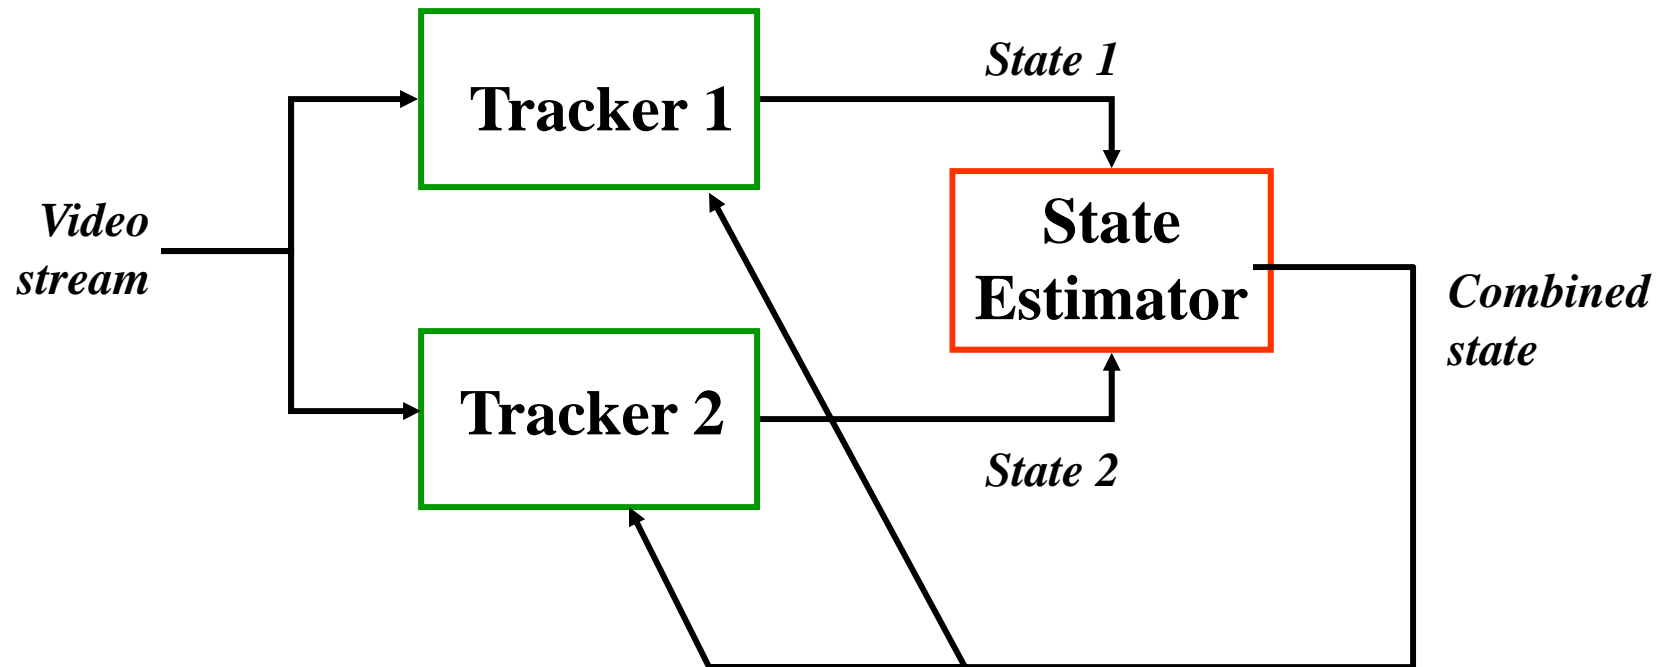 State 1
Tracker 1
Video
stream
State
Estimator
Combined
state
Tracker 2
State 2